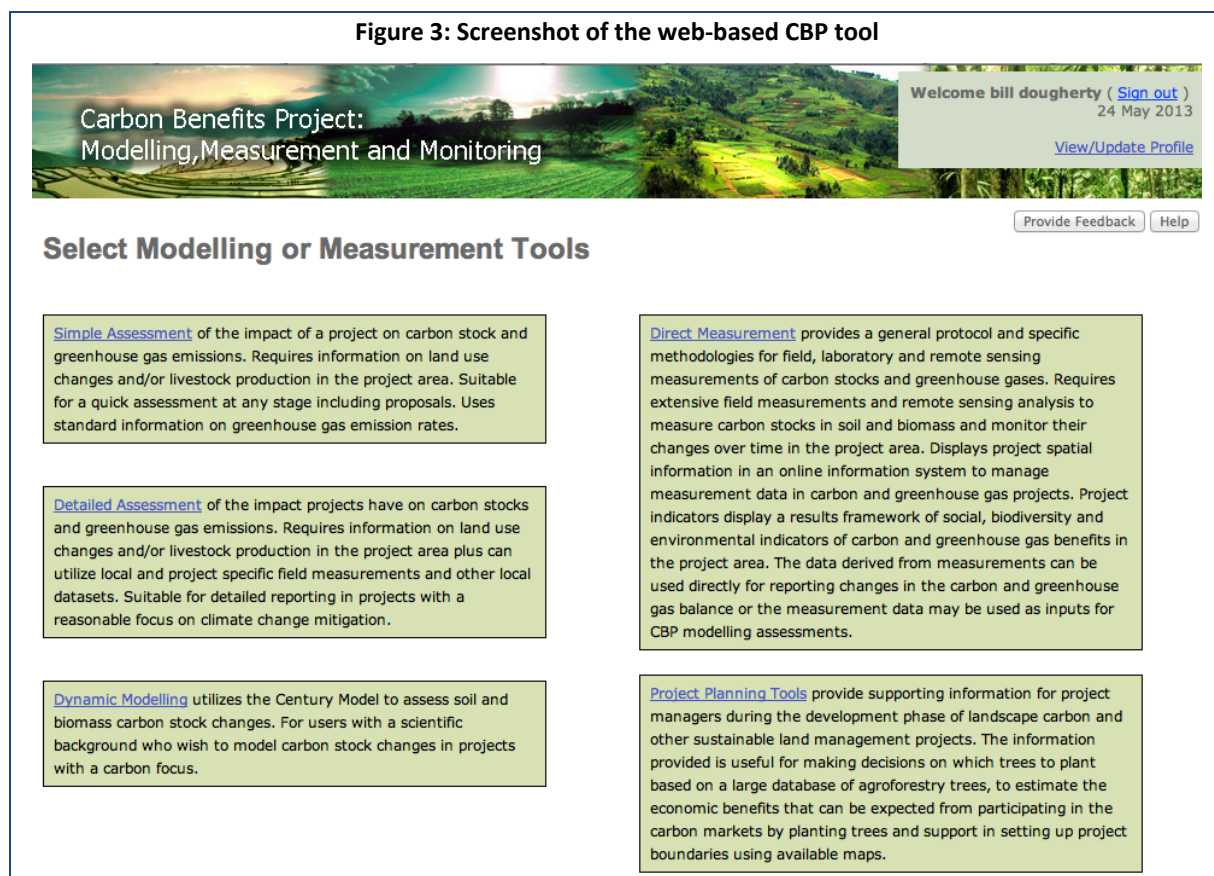 Figure 3: Screenshot of the web-based CBP tool
Carbon Benefits Project:
Modelling,Measurement and Monitoring
Welcome bill dougherty ( Sign out )
24 May 2013
View/Update Profile
Provide Feedback
Help
Select Modelling or Measurement Tools
Simple Assessment of the impact of a project on carbon stock and
greenhouse gas emissions. Requires information on land use
changes and/or livestock production in the project area. Suitable
for a quick assessment at any stage including proposals. Uses
standard information on greenhouse gas emission rates.
Detailed Assessment of the impact projects have on carbon stocks
and greenhouse gas emissions. Requires information on land use
changes and/or livestock production in the project area plus can
utilize local and project specific field measurements and other local
datasets. Suitable for detailed reporting in projects with a
reasonable focus on climate change mitigation.
Dynamic Modelling utilizes the Century Model to assess soil and
biomass carbon stock changes. For users with a scientific
background who wish to model carbon stock changes in projects
with a carbon focus.
Direct Measurement provides a general protocol and specific
methodologies for field, laboratory and remote sensing
measurements of carbon stocks and greenhouse gases. Requires
extensive field measurements and remote sensing analysis to
measure carbon stocks in soil and biomass and monitor their
changes over time in the project area. Displays project spatial
information in an online information system to manage
measurement data in carbon and greenhouse gas projects. Project
indicators display a results framework of social, biodiversity and
environmental indicators of carbon and greenhouse gas benefits in
the project area. The data derived from measurements can be
used directly for reporting changes in the carbon and greenhouse
gas balance or the measurement data may be used as inputs for
CBP modelling assessments.
Project Planning Tools provide supporting information for project
managers during the development phase of landscape carbon and
other sustainable land management projects. The information
provided is useful for making decisions on which trees to plant
based on a large database of agroforestry trees, to estimate the
economic benefits that can be expected from participating in the
carbon markets by planting trees and support in setting up project
boundaries using available maps.